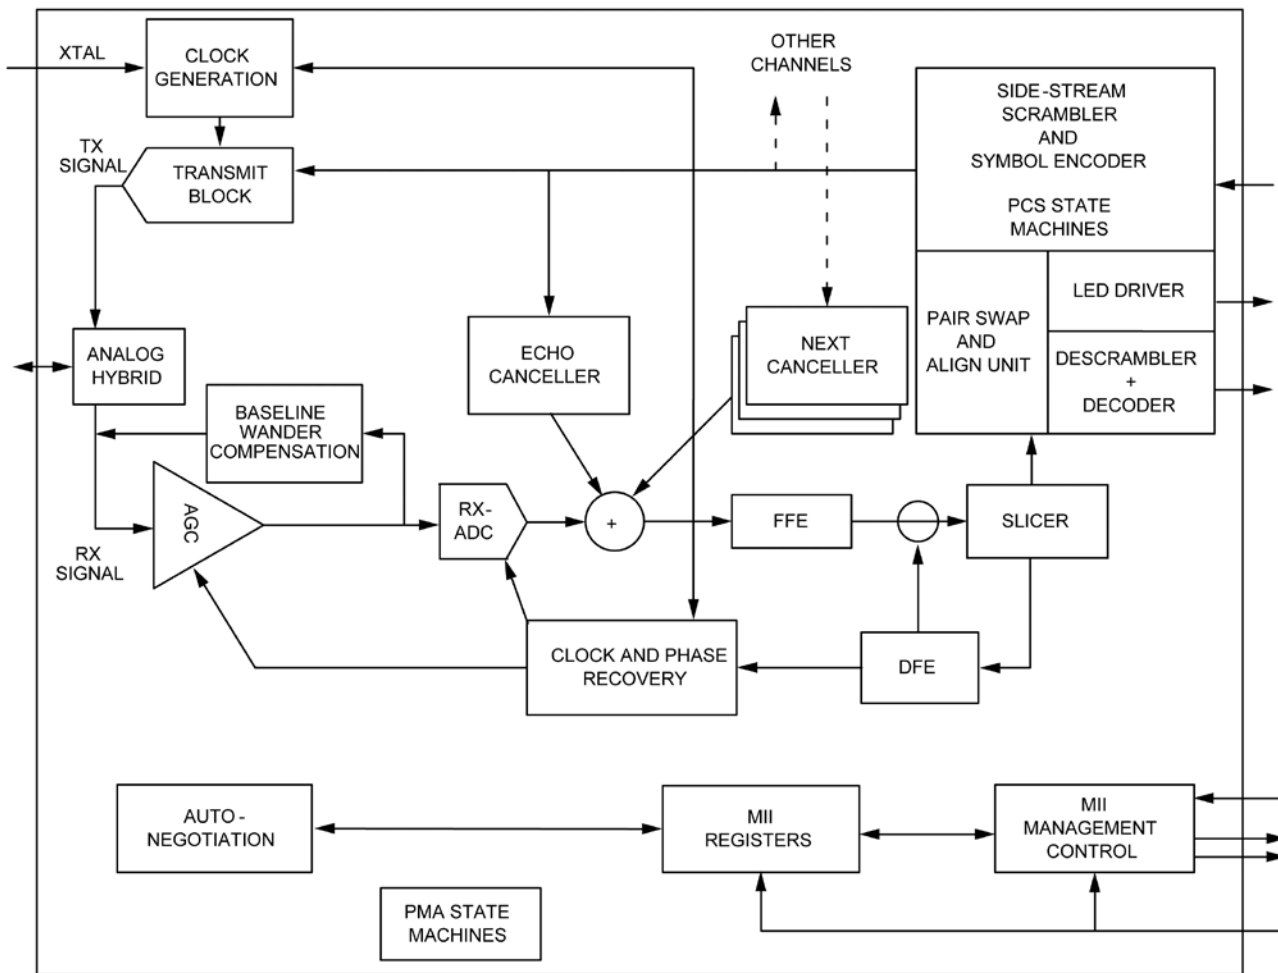 XTAL
CLOCK
GENERATION
OTHER
CHANNELS
SIDE-STREAM
SCRAMBLER
AND
SYMBOL ENCODER
PCS STATE
MACHINES
TX
SIGNAL
TRANSMIT
BLOCK
LED DRIVER
PAIR SWAP
AND
ALIGN UNIT
DESCRAMBLER
+
DECODER
ANALOG
HYBRID
ECHO
CANCELLER
NEXT
CANCELLER
BASELINE
WANDER
COMPENSATION
AGC
RX-
ADC
+
FFE
SLICER
RX
SIGNAL
CLOCK AND PHASE
RECOVERY
DFE
AUTO-
NEGOTIATION
MII
REGISTERS
MII
MANAGEMENT
CONTROL
PMA STATE
MACHINES